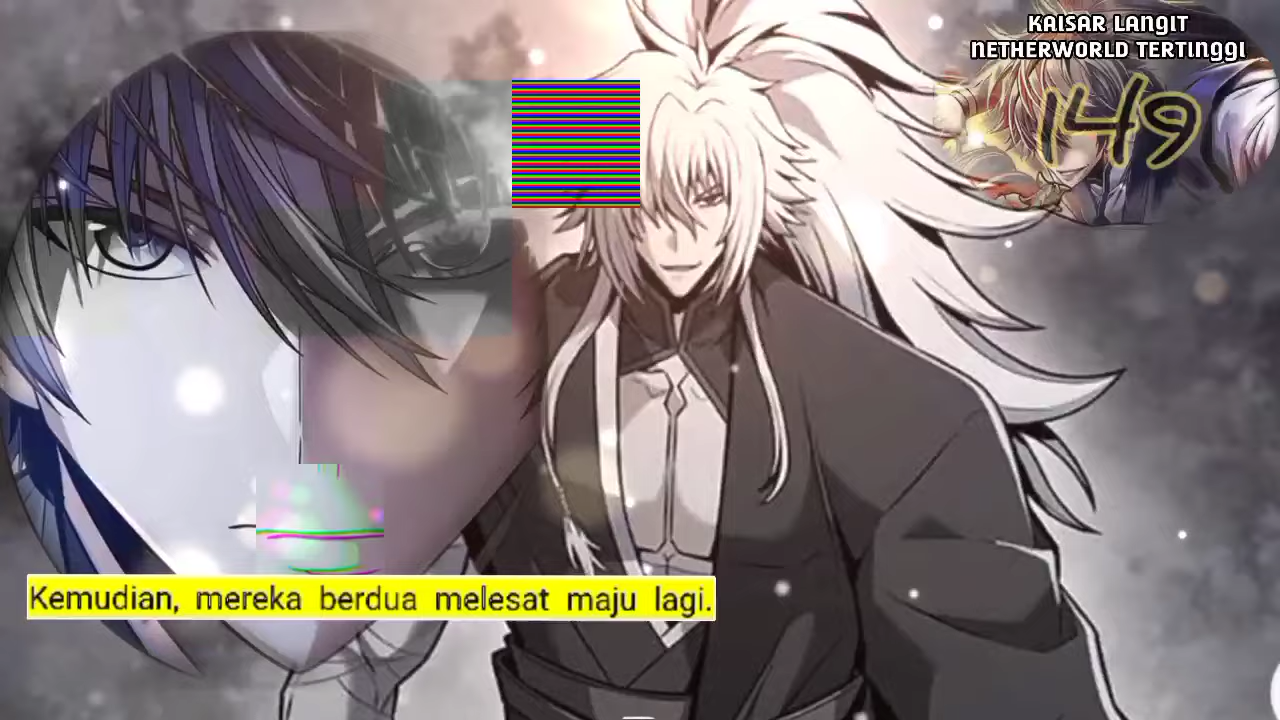 KAISAR LANGIT
NETHERWORLD TERTINGGI
149
Kemudian, mereka berdua melesat maju lagi.